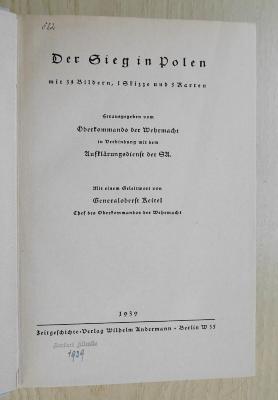 Der Sieg in Polen
mit 38 Bildern, 1 Skizze und 5 Karten
Herausgegeben vom
Oberkommando der Wehrmacht
in Verbindung mit dem
Aufklärungsdienst der SA.
Mit einem Geleitwort von
Generaloberst Keitel
Chef des Oberkommandos der Wehrmacht
1939
Zeitgeschichte-Verlag Wilhelm Andermann - Berlin W 35
1939